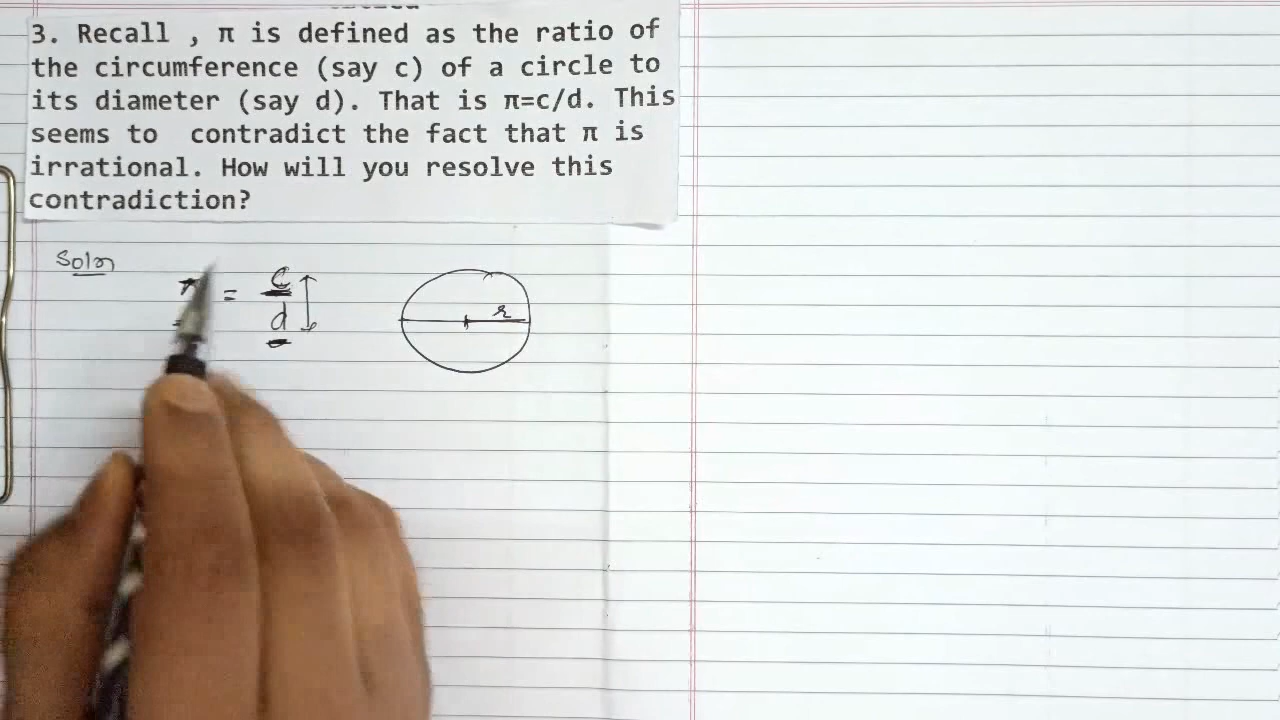 3. Recall , π is defined as the ratio of
the circumference (say c) of a circle to
its diameter (say d). That is π=c/d. This
seems to contradict the fact that π is
irrational. How will you resolve this
contradiction?
Soln
π = c
d
r